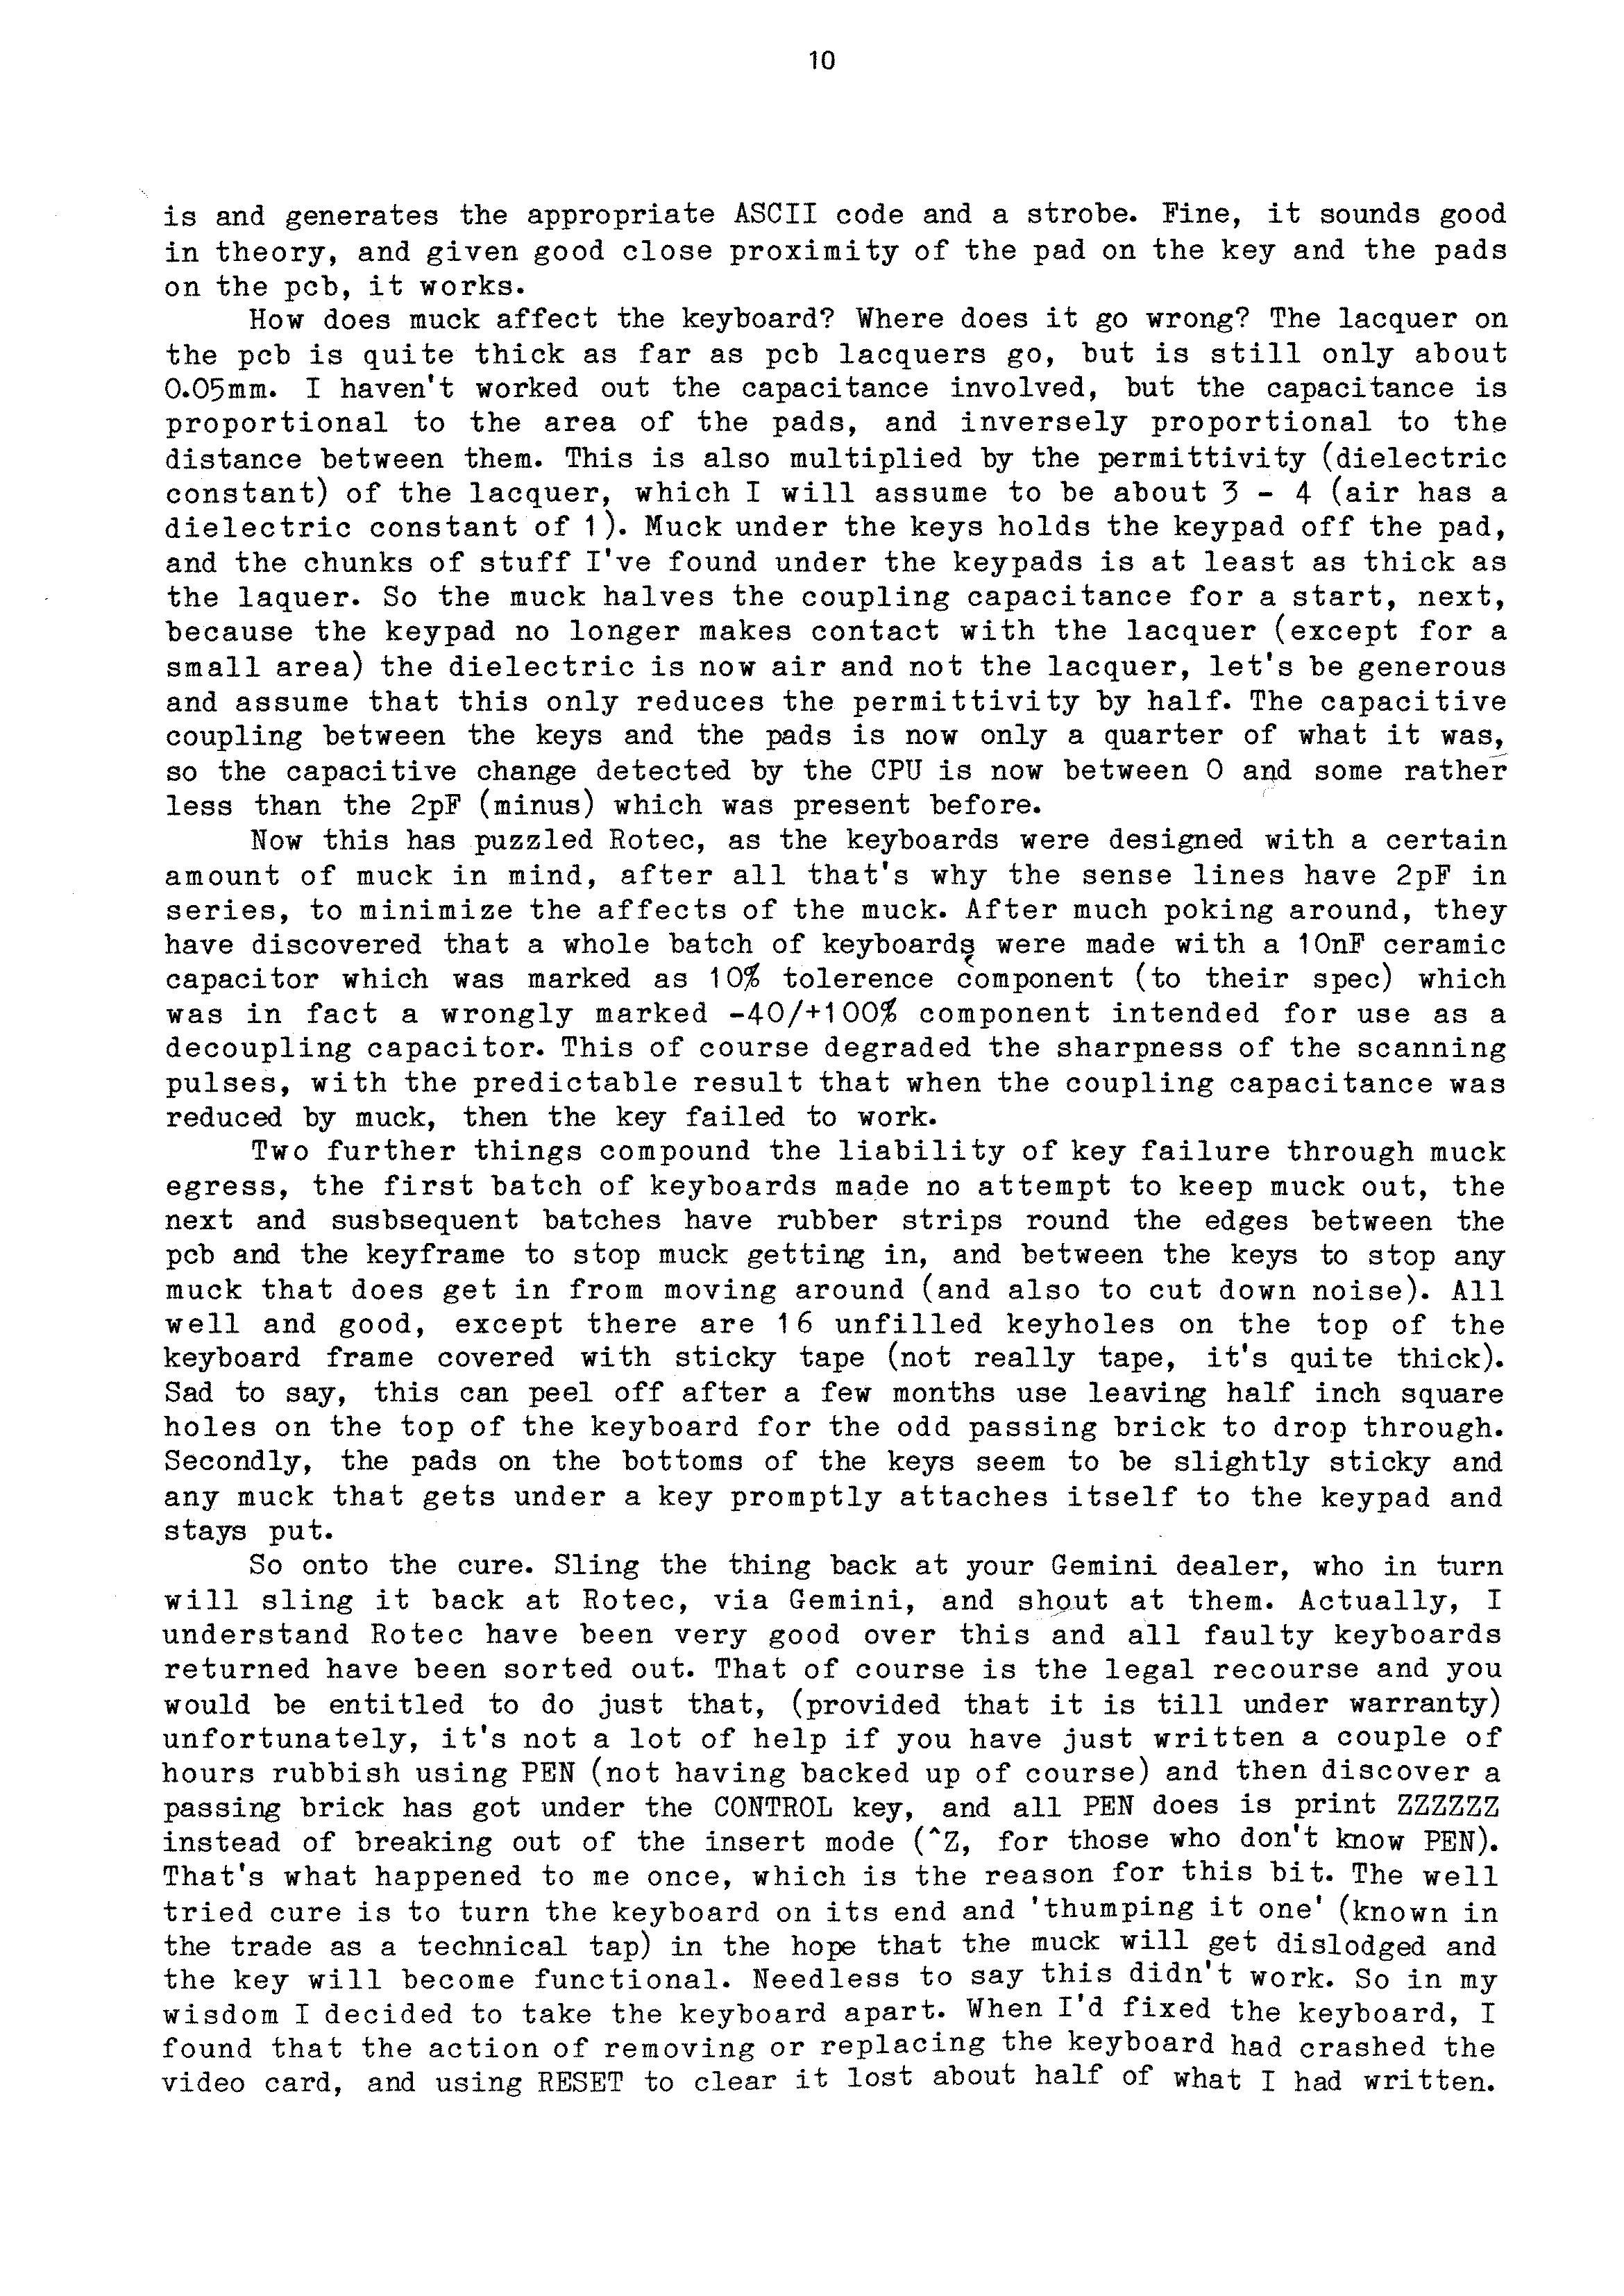 10
is and generates the appropriate ASCII code and a strobe. Fine, it sounds good
in theory, and given good close proximity of the pad on the key and the pads
on the pcb, it works.
How does muck affect the keyboard? Where does it go wrong? The lacquer on
the pcb is quite thick as far as pcb lacquers go, but is still only about
0.05mm. I haven't worked out the capacitance involved, but the capacitance is
proportional to the area of the pads, and inversely proportional to the
distance between them. This is also multiplied by the permittivity (dielectric
constant) of the lacquer, which I will assume to be about 3 - 4 (air has a
dielectric constant of 1). Muck under the keys holds the keypad off the pad,
and the chunks of stuff I've found under the keypads is at least as thick as
the laquer. So the muck halves the coupling capacitance for a start, next,
because the keypad no longer makes contact with the lacquer (except for a
small area) the dielectric is now air and not the lacquer, let's be generous
and assume that this only reduces the permittivity by half. The capacitive
coupling between the keys and the pads is now only a quarter of what it was,
so the capacitive change detected by the CPU is now between 0 and some rather
less than the 2pF (minus) which was present before.
Now this has puzzled Rotec, as the keyboards were designed with a certain
amount of muck in mind, after all that's why the sense lines have 2pF in
series, to minimize the affects of the muck. After much poking around, they
have discovered that a whole batch of keyboards were made with a 10nF ceramic
capacitor which was marked as 10% tolerence component (to their spec) which
was in fact a wrongly marked -40/+100% component intended for use as a
decoupling capacitor. This of course degraded the sharpness of the scanning
pulses, with the predictable result that when the coupling capacitance was
reduced by muck, then the key failed to work.
Two further things compound the liability of key failure through muck
egress, the first batch of keyboards made no attempt to keep muck out, the
next and susbsequent batches have rubber strips round the edges between the
pcb and the keyframe to stop muck getting in, and between the keys to stop any
muck that does get in from moving around (and also to cut down noise). All
well and good, except there are 16 unfilled keyholes on the top of the
keyboard frame covered with sticky tape (not really tape, it's quite thick).
Sad to say, this can peel off after a few months use leaving half inch square
holes on the top of the keyboard for the odd passing brick to drop through.
Secondly, the pads on the bottoms of the keys seem to be slightly sticky and
any muck that gets under a key promptly attaches itself to the keypad and
stays put.
So onto the cure. Sling the thing back at your Gemini dealer, who in turn
will sling it back at Rotec, via Gemini, and shout at them. Actually, I
understand Rotec have been very good over this and all faulty keyboards
returned have been sorted out. That of course is the legal recourse and you
would be entitled to do just that, (provided that it is till under warranty)
unfortunately, it's not a lot of help if you have just written a couple of
hours rubbish using PEN (not having backed up of course) and then discover a
passing brick has got under the CONTROL key, and all PEN does is print ZZZZZZ
instead of breaking out of the insert mode (^Z, for those who don't know PEN).
That's what happened to me once, which is the reason for this bit. The well
tried cure is to turn the keyboard on its end and 'thumping it one' (known in
the trade as a technical tap) in the hope that the muck will get dislodged and
the key will become functional. Needless to say this didn't work. So in my
wisdom I decided to take the keyboard apart. When I'd fixed the keyboard, I
found that the action of removing or replacing the keyboard had crashed the
video card, and using RESET to clear it lost about half of what I had written.